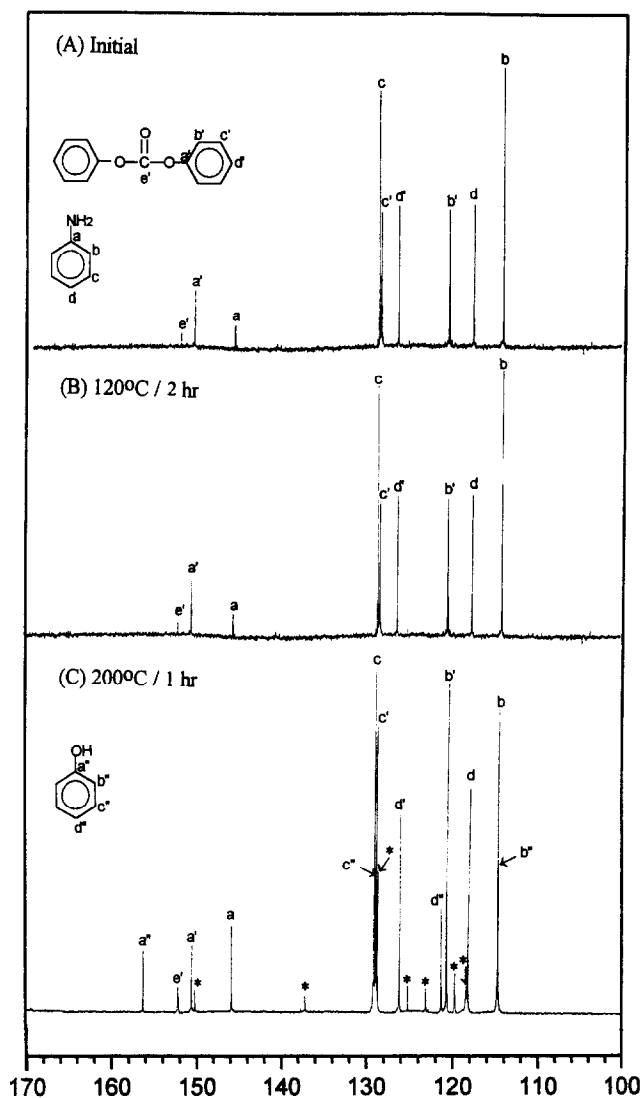 (A) Initial
b
c
O
b' c'
O C O a' d'
e'
c' d" b' d
NH2
a
b
c
d
a'
e' a
(B) 120ºC / 2 hr
c
b
c' d" b' d
a'
e' a
(C) 200ºC / 1 hr
c
b'
b
c'
OH
a"
b"
c"
d"
d
d'
c" *
b"
d"
a"
a'
a
e'
* * * * * *
170 160 150 140 130 120 110 100